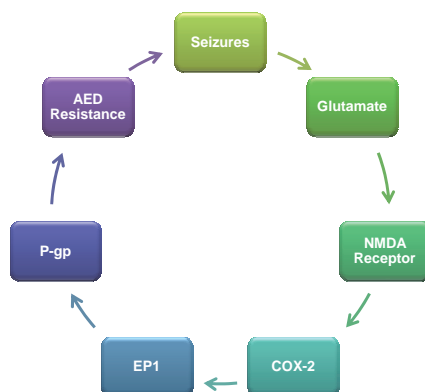 Seizures
Glutamate
NMDA
Receptor
COX-2
EP1
P-gp
AED
Resistance